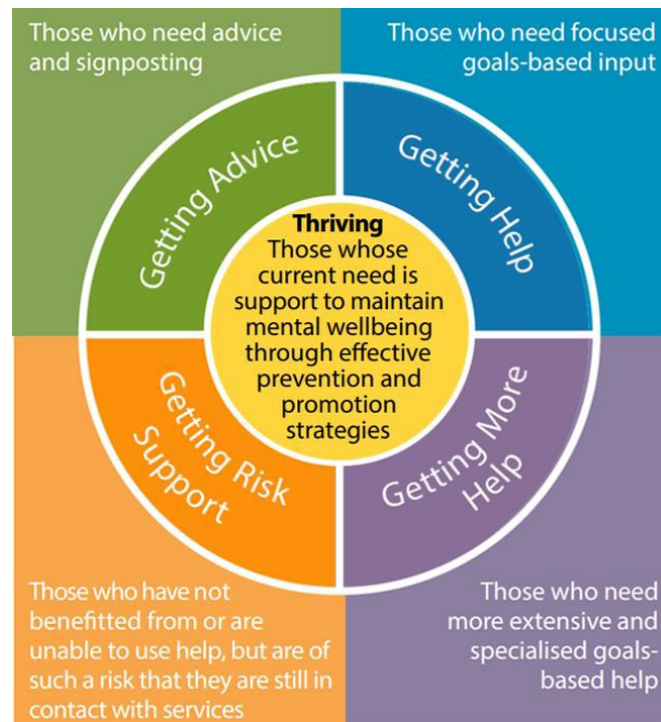 Those who need advice
and signposting
Those who need focused
goals-based input
Getting Advice
Getting Help
Thriving
Those whose
current need is
support to maintain
mental wellbeing
through effective
prevention and
promotion
strategies
Getting Risk
Support
Getting More
Help
Those who have not
benefitted from or are
unable to use help, but are of
such a risk that they are still in
contact with services
Those who need
more extensive and
specialised goals-
based help